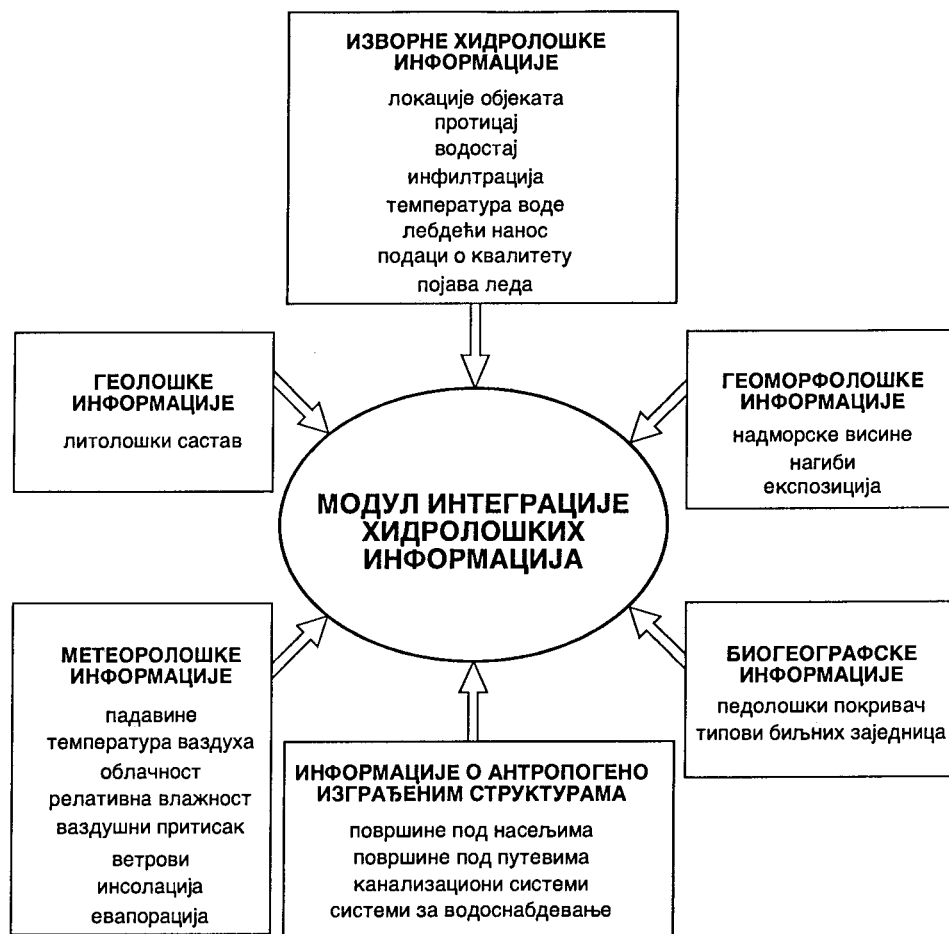 ИЗВОРНЕ ХИДРОЛОШКЕ
ИНФОРМАЦИЈЕ
локације објеката
протицај
водостај
инфилтрација
температура воде
лебдећи нанос
подаци о квалитету
појава леда
ГЕОЛОШКЕ
ИНФОРМАЦИЈЕ
литолошки састав
ГЕОМОРФОЛОШКЕ
ИНФОРМАЦИЈЕ
надморске висине
нагиби
експозиција
МОДУЛ ИНТЕГРАЦИЈЕ
ХИДРОЛОШКИХ
ИНФОРМАЦИЈА
МЕТЕОРОЛОШКЕ
ИНФОРМАЦИЈЕ
падавине
температура ваздуха
облачност
релативна влажност
ваздушни притисак
ветрови
инсолација
евапорација
ИНФОРМАЦИЈЕ О АНТРОПОГЕНО
ИЗГРАЂЕНИМ СТРУКТУРАМА
површине под насељима
површине под путевима
канализациони системи
системи за водоснабдевање
БИОГЕОГРАФСКЕ
ИНФОРМАЦИЈЕ
педолошки покривач
типови биљних заједница